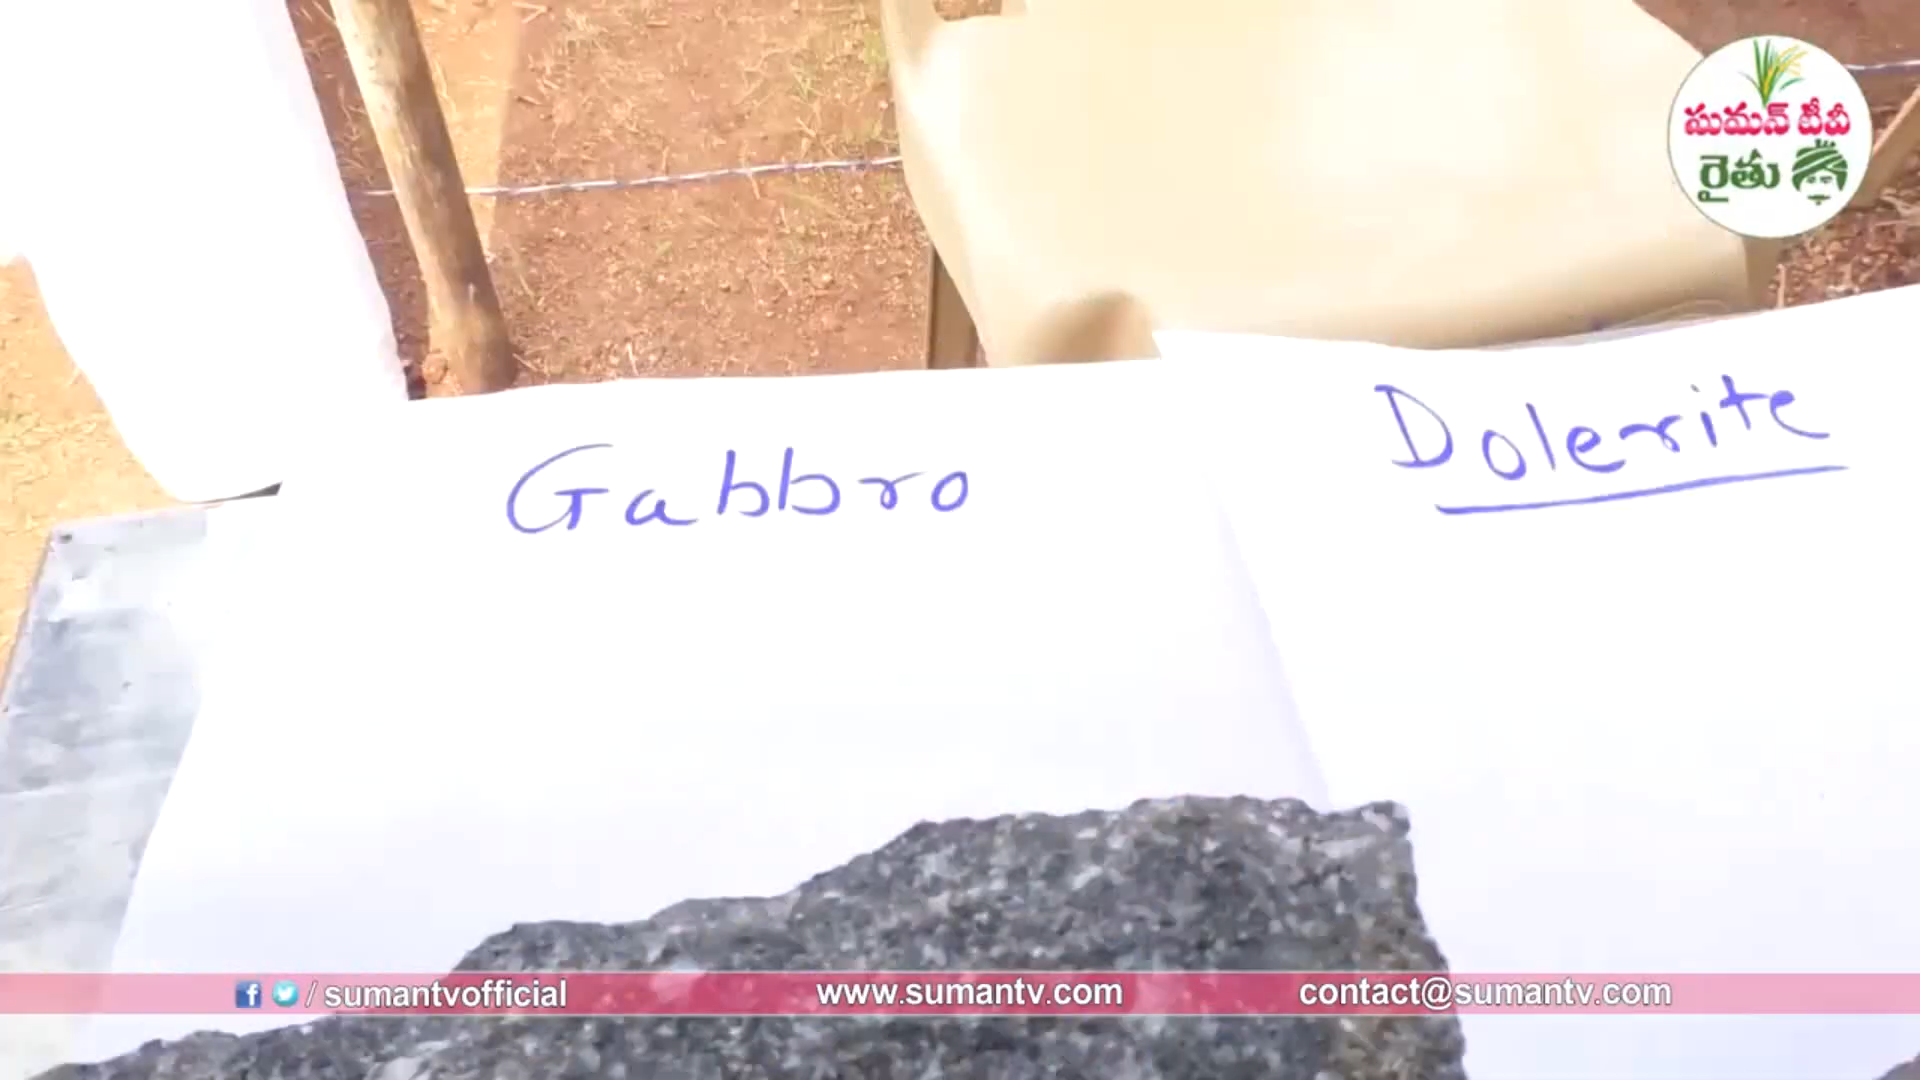 సుమన్ టీవీ
రైతు
Gabbro
Dolerite
/ sumantvofficial
www.sumantv.com
contact@sumantv.com